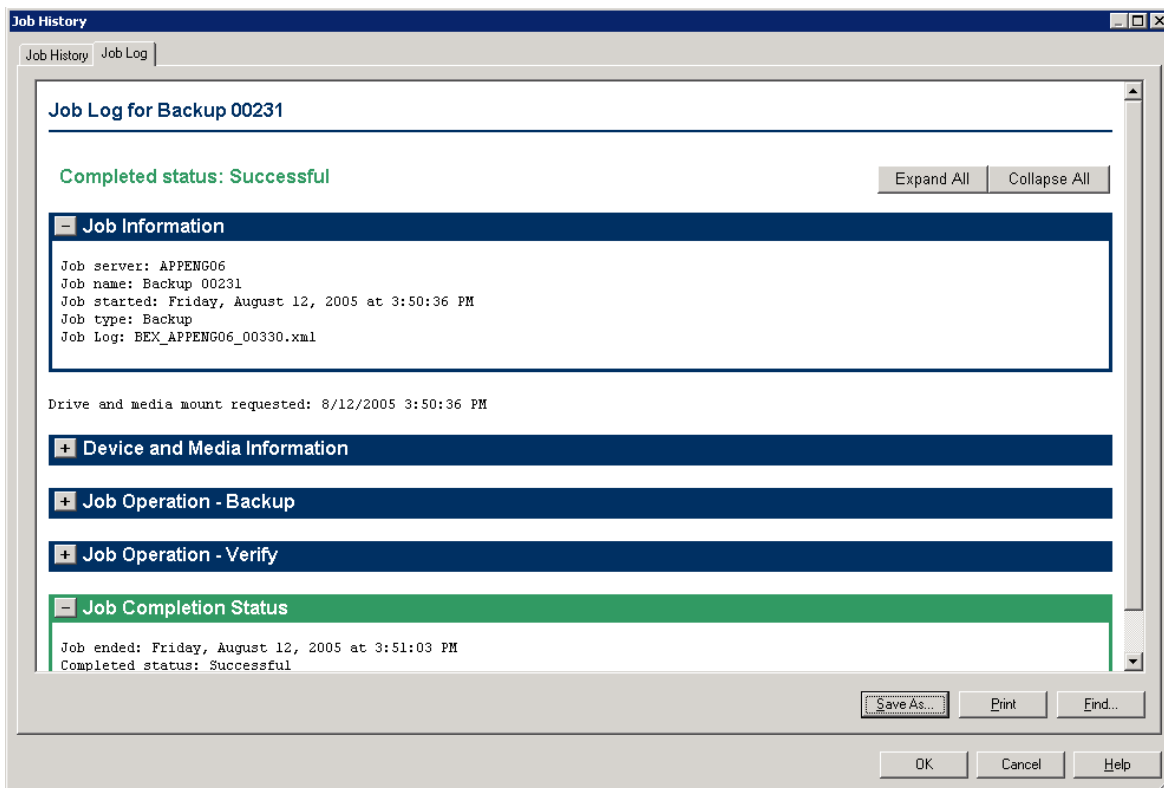 Job History
Job History Job Log
Job Log for Backup 00231
Completed status: Successful
Expand All Collapse All
Job Information
Job server: APPENG06
Job name: Backup 00231
Job started: Friday, August 12, 2005 at 3:50:36 PM
Job type: Backup
Job Log: BEX_APPENG06_00330.xml
Drive and media mount requested: 8/12/2005 3:50:36 PM
Device and Media Information
Job Operation - Backup
Job Operation - Verify
Job Completion Status
Job ended: Friday, August 12, 2005 at 3:51:03 PM
Completed status: Successful
Save As... Print Find...
OK Cancel Help